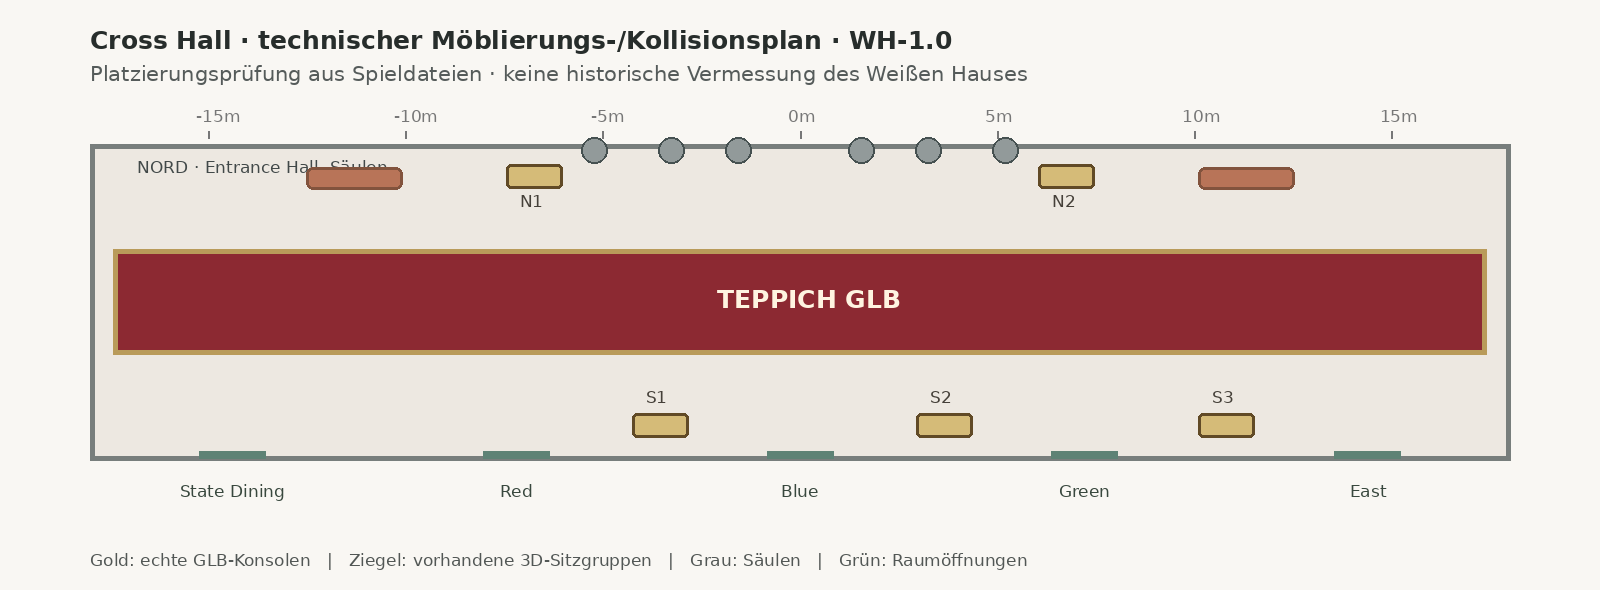 Cross Hall · technischer Möblierungs-/Kollisionsplan · WH-1.0
Platzierungsprüfung aus Spieldateien · keine historische Vermessung des Weißen Hauses
-15m -10m -5m 0m 5m 10m 15m
NORD · Entrance Hall, Säulen
N1 N2
TEPPICH GLB
S1 S2 S3
State Dining Red Blue Green East
Gold: echte GLB-Konsolen | Ziegel: vorhandene 3D-Sitzgruppen | Grau: Säulen | Grün: Raumöffnungen